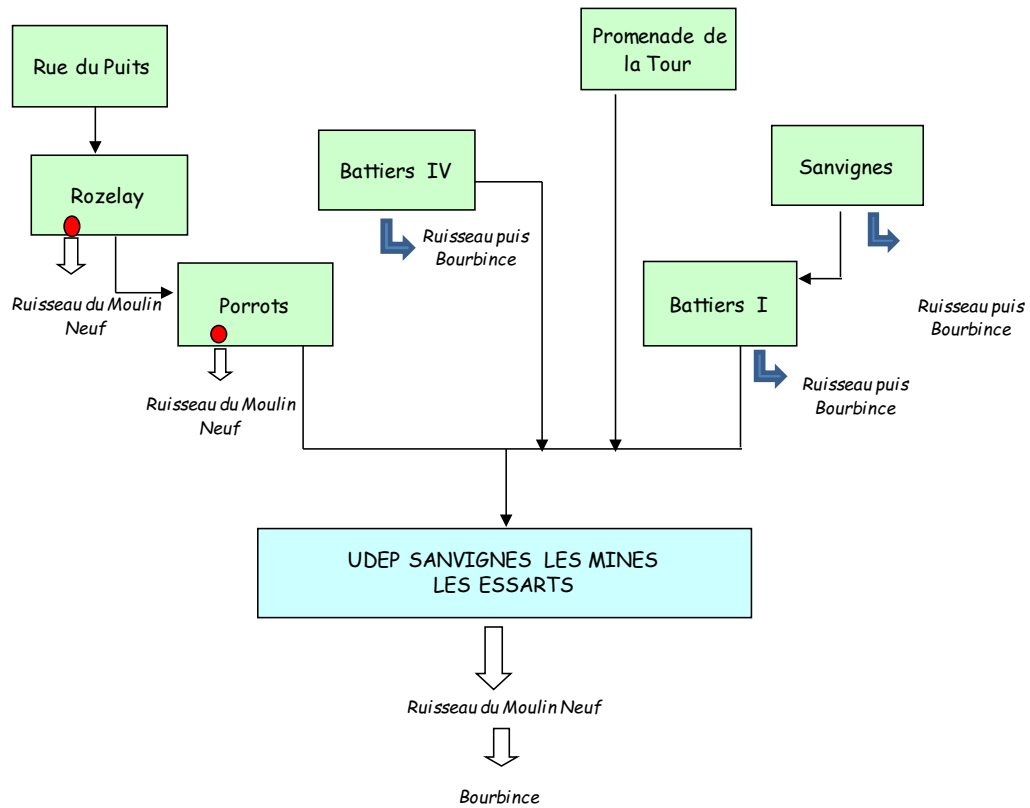 Rue du Puits
Promenade de
la Tour
Battiers IV
Sanvignes
Rozelay
Ruisseau puis
Bourbince
Ruisseau du Moulin
Neuf
Porrots
Battiers I
Ruisseau puis
Bourbince
Ruisseau du Moulin
Neuf
Ruisseau puis
Bourbince
UDEP SANVIGNES LES MINES
LES ESSARTS
Ruisseau du Moulin Neuf
Bourbince